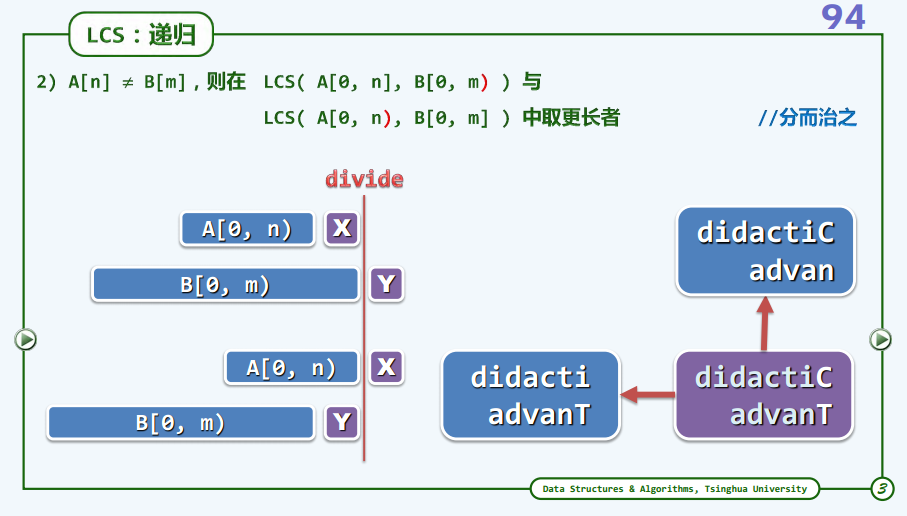 94
LCS：递归
2) A[n] ≠ B[m]，则在 LCS( A[0, n], B[0, m) ) 与
LCS( A[0, n), B[0, m] ) 中取更长者 //分而治之
divide
A[0, n) X
B[0, m) Y
A[0, n) X
B[0, m) Y
didactiC
advan
didacti
advanT
didactiC
advanT
Data Structures & Algorithms, Tsinghua University
3